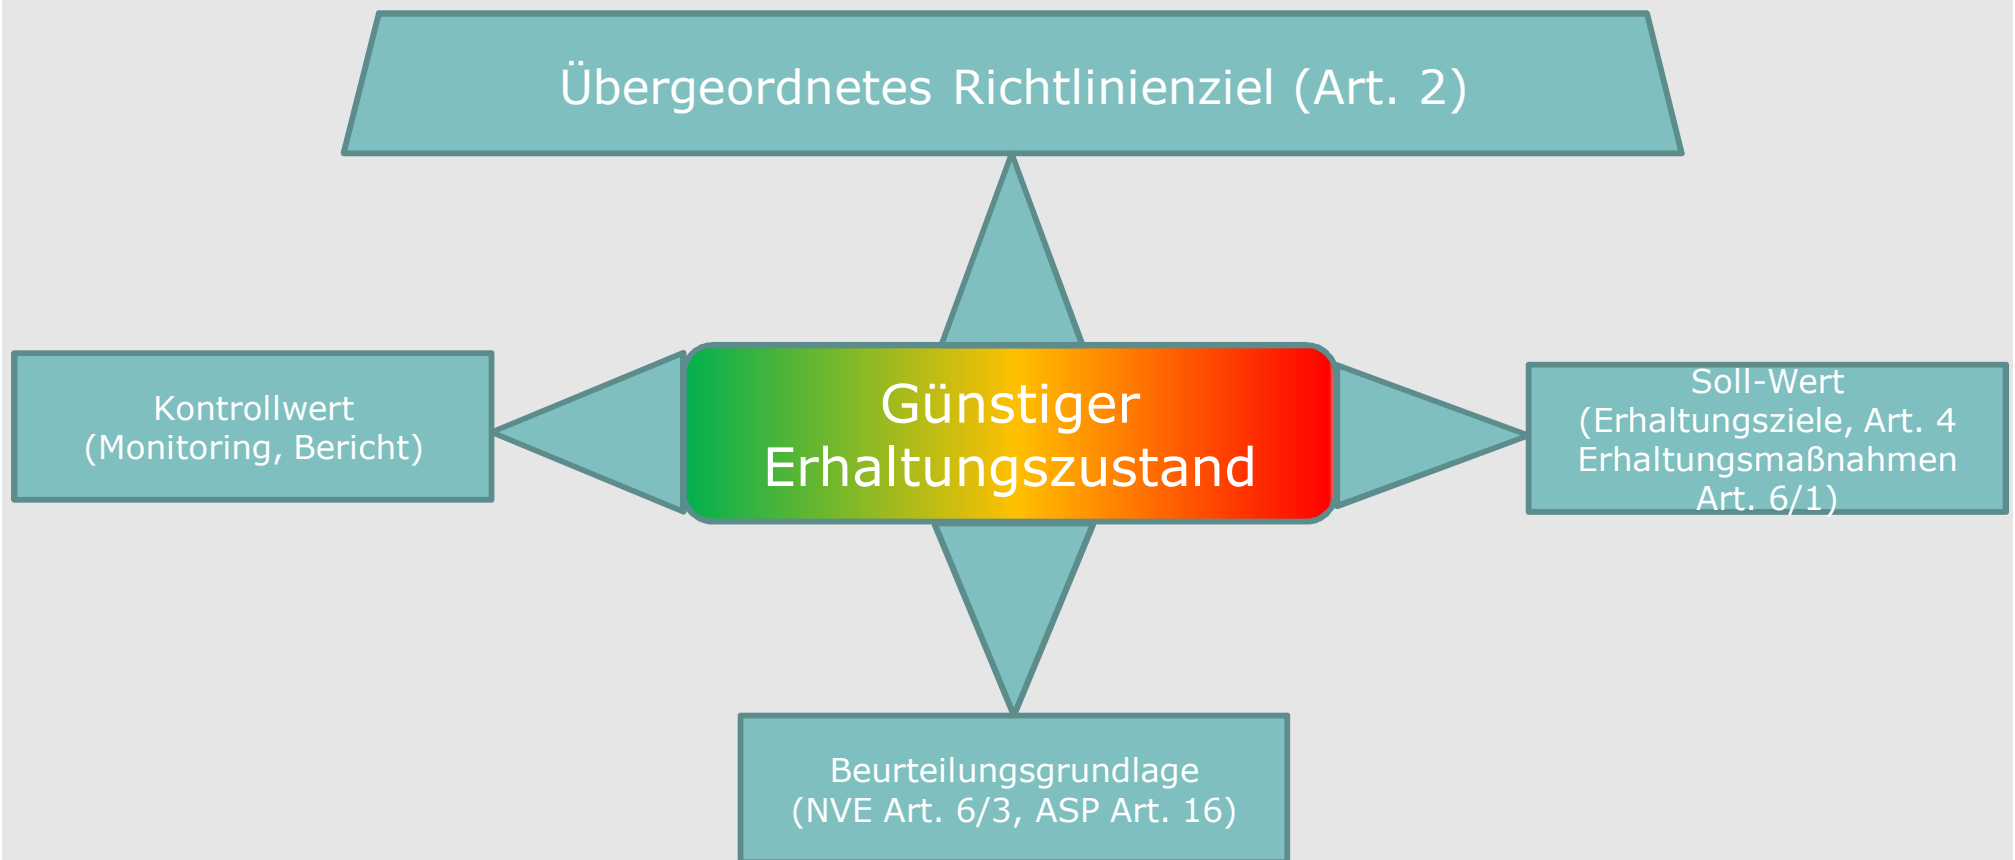 Übergeordnetes Richtlinienziel (Art. 2)
Kontrollwert
(Monitoring, Bericht)
Günstiger
Erhaltungszustand
Soll-Wert
(Erhaltungsziele, Art. 4
Erhaltungsmaßnahmen
Art. 6/1)
Beurteilungsgrundlage
(NVE Art. 6/3, ASP Art. 16)